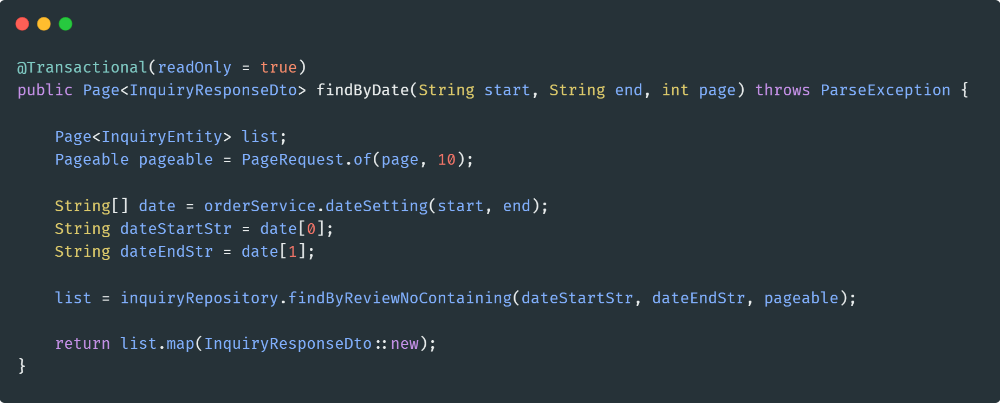 @Transactional(readOnly = true)
public Page<InquiryResponseDto> findByDate(String start, String end, int page) throws ParseException {
    Page<InquiryEntity> list;
    Pageable pageable = PageRequest.of(page, 10);
    String[] date = orderService.dateSetting(start, end);
    String dateStartStr = date[0];
    String dateEndStr = date[1];
    list = inquiryRepository.findByReviewNoContaining(dateStartStr, dateEndStr, pageable);
    return list.map(InquiryResponseDto::new);
}